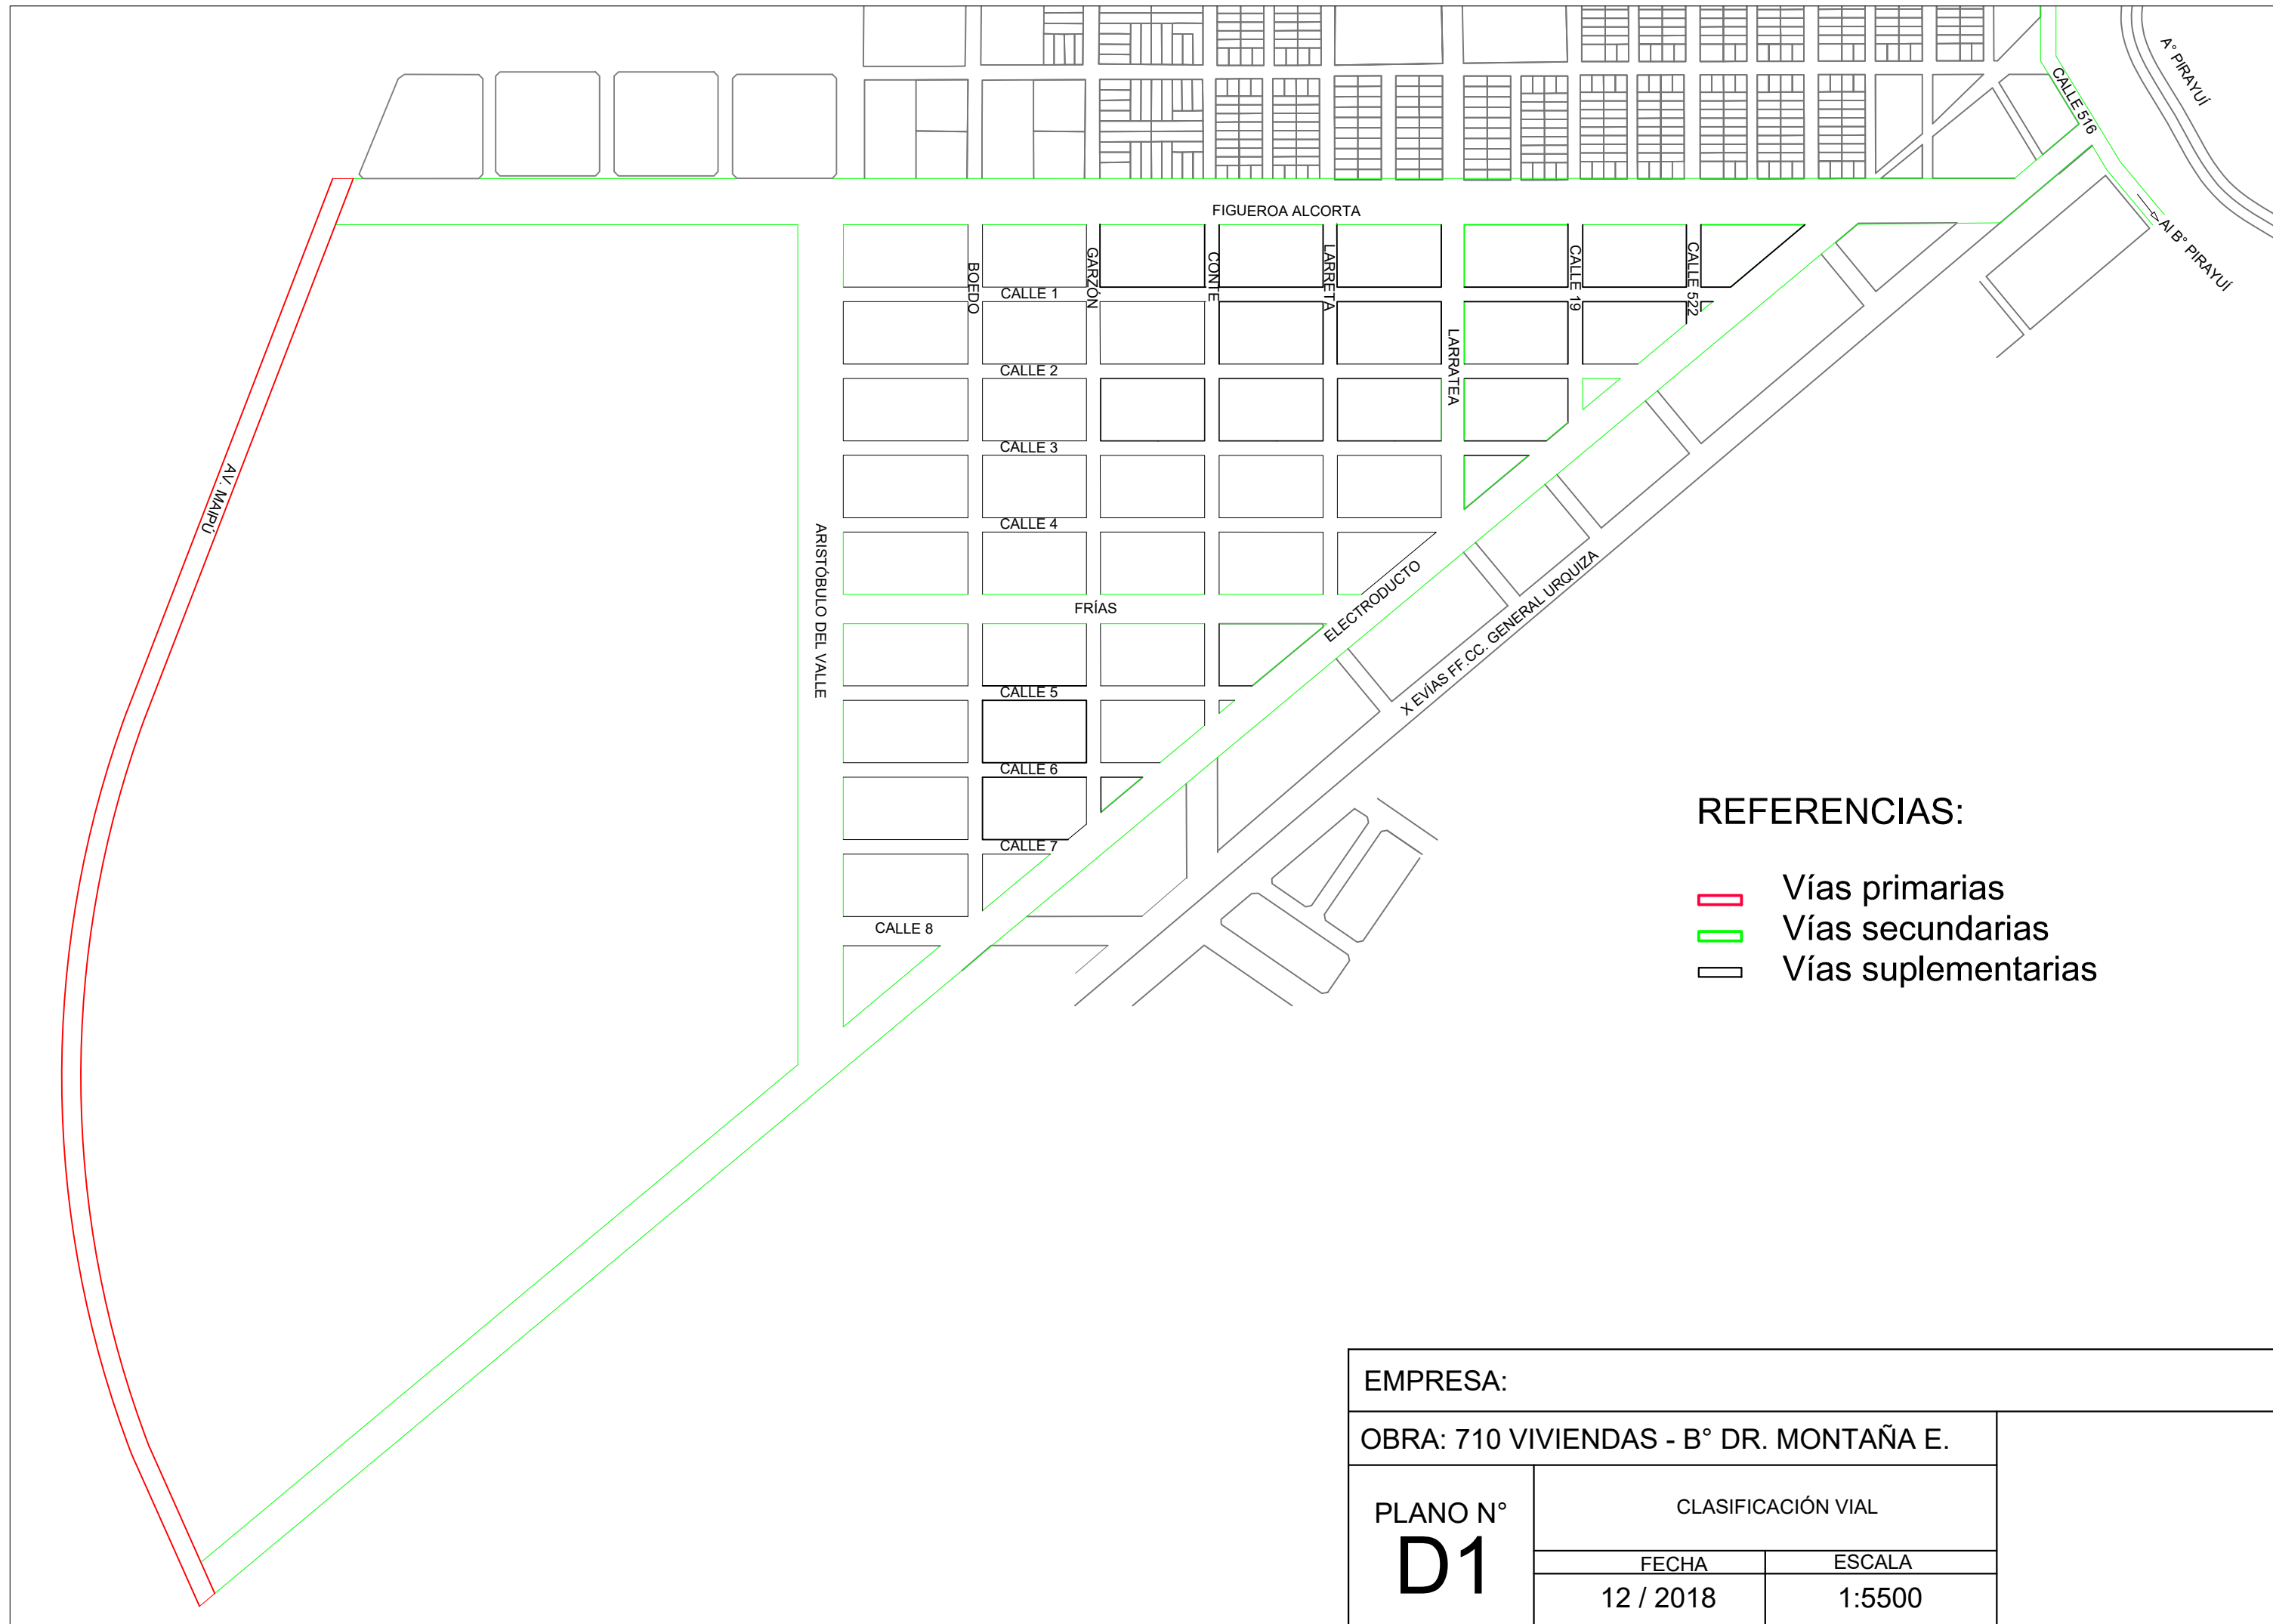 A° PIRAYUÍ
CALLE 516
AI B° PIRAYUÍ
FIGUEROA ALCORTA
BOEDO
GARZÓN
CONTE
LARRETA
LARRATEA
CALLE 19
CALLE 522
CALLE 1
CALLE 2
CALLE 3
CALLE 4
AV. MAIPÚ
ARISTÓBULO DEL VALLE
FRÍAS
ELECTRODUCTO
X EVÍAS FF.CC. GENERAL URQUIZA
CALLE 5
CALLE 6
CALLE 7
CALLE 8
REFERENCIAS:
Vías primarias
Vías secundarias
Vías suplementarias
EMPRESA:
OBRA: 710 VIVIENDAS - B° DR. MONTAÑA E.
PLANO N°
D1
CLASIFICACIÓN VIAL
FECHA
ESCALA
12 / 2018
1:5500